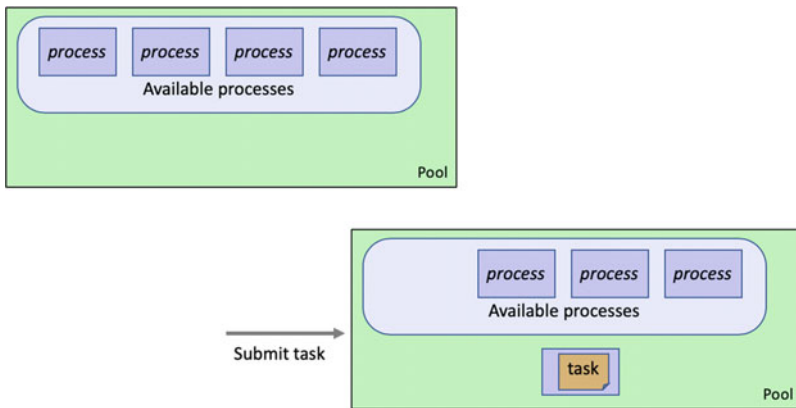 process process process process
Available processes
Pool
process process process
Available processes
Submit task
task
Pool